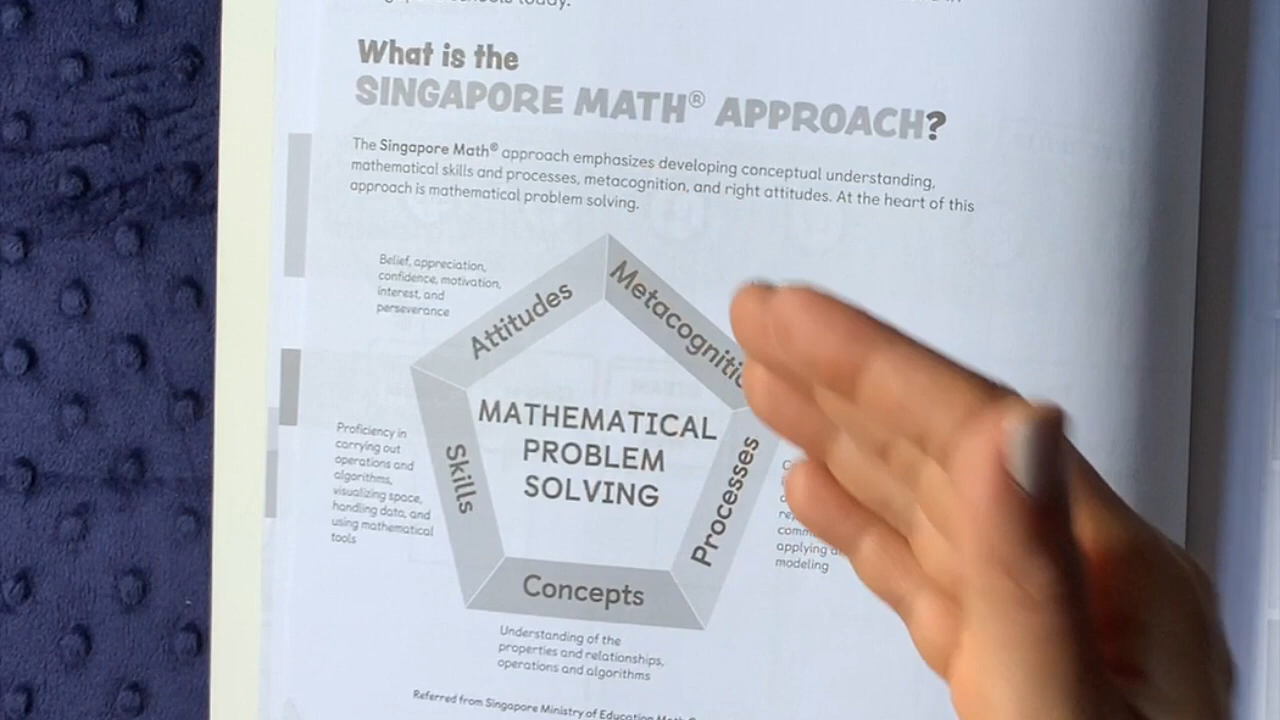 schools today.
What is the
SINGAPORE MATH® APPROACH?
The Singapore Math® approach emphasizes developing conceptual understanding,
mathematical skills and processes, metacognition, and right attitudes. At the heart of this
approach is mathematical problem solving.
Belief, appreciation,
confidence, motivation,
interest, and
perseverance
Attitudes
MATHEMATICAL
PROBLEM
SOLVING
Skills
Processes
Proficiency in
carrying out
operations and
algorithms,
visualizing space,
handling data, and
using mathematical
tools
applying
modeling
Concepts
Understanding of the
properties and relationships,
operations and algorithms
Referred from Singapore Ministry of Education